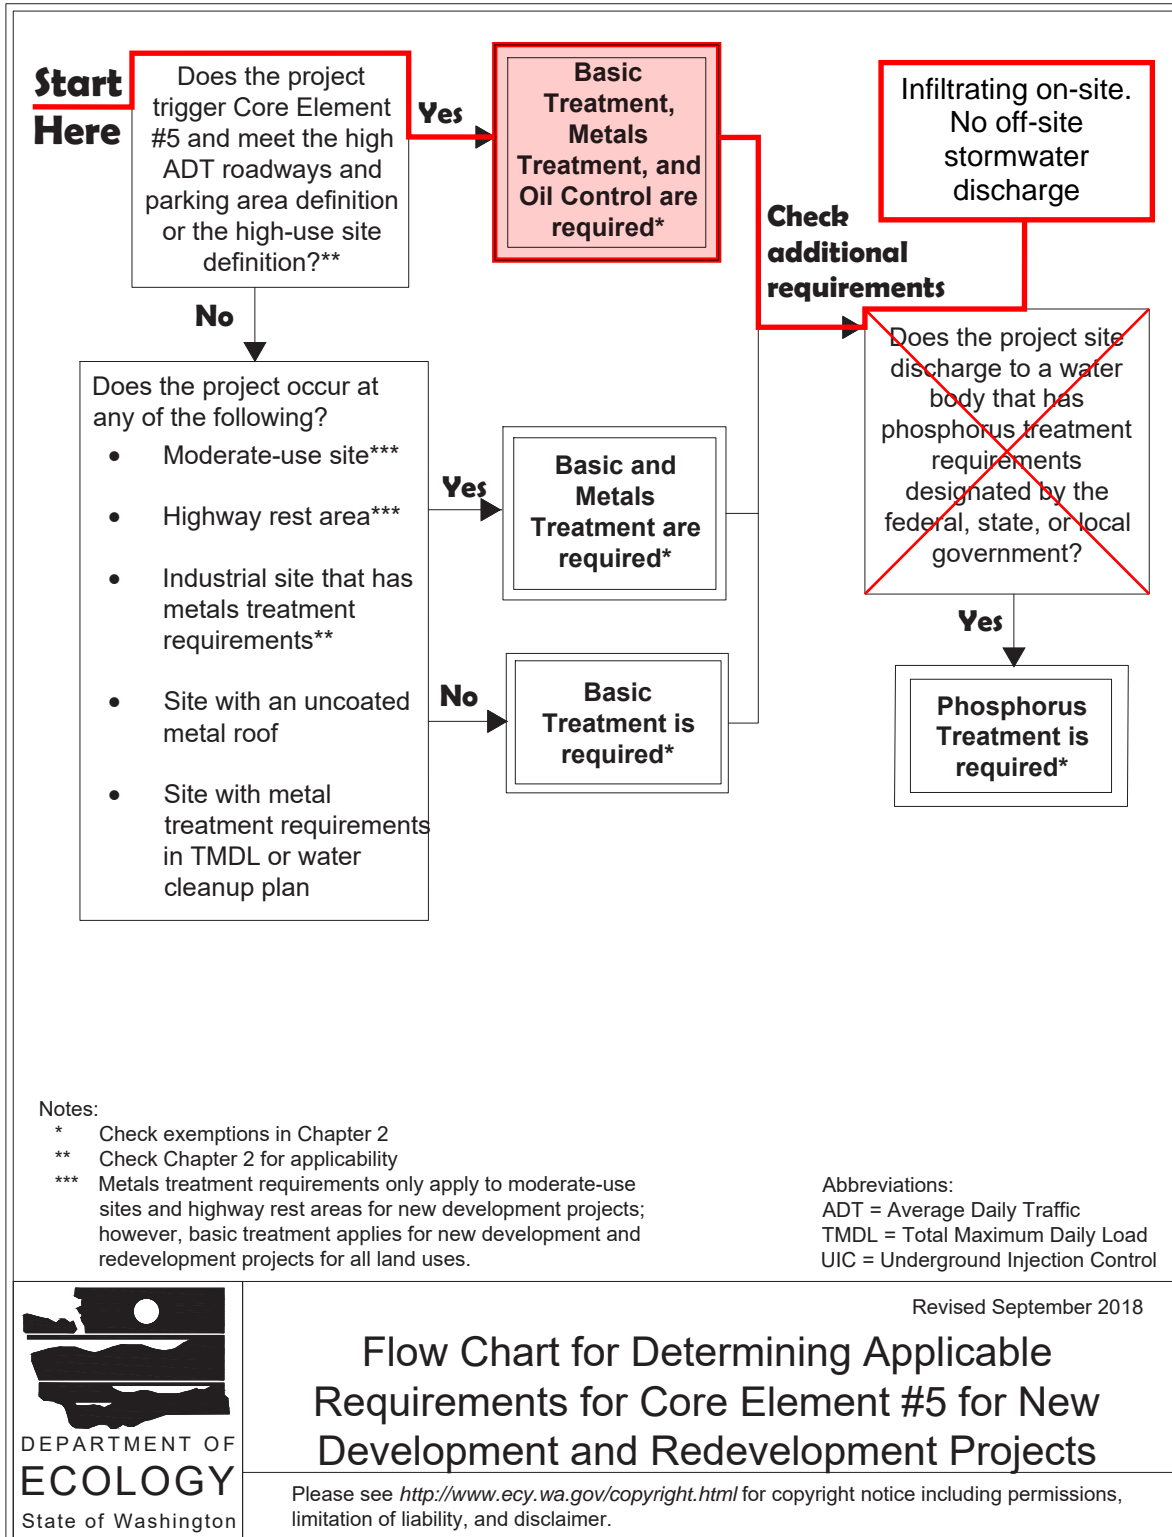 Start
Here
Does the project
trigger Core Element
#5 and meet the high
ADT roadways and
parking area definition
or the high-use site
definition?**
Yes
Basic
Treatment,
Metals
Treatment, and
Oil Control are
required*
Infiltrating on-site.
No off-site
stormwater
discharge
Check
additional
requirements
No
Does the project site
discharge to a water
body that has
phosphorus treatment
requirements
designated by the
federal, state, or local
government?
Does the project occur at
any of the following?
• Moderate-use site***
• Highway rest area***
• Industrial site that has
metals treatment
requirements**
• Site with an uncoated
metal roof
• Site with metal
treatment requirements
in TMDL or water
cleanup plan
Yes
Basic and
Metals
Treatment are
required*
No
Basic
Treatment is
required*
Yes
Phosphorus
Treatment is
required*
Notes:
* Check exemptions in Chapter 2
** Check Chapter 2 for applicability
*** Metals treatment requirements only apply to moderate-use
sites and highway rest areas for new development projects;
however, basic treatment applies for new development and
redevelopment projects for all land uses.
Abbreviations:
ADT = Average Daily Traffic
TMDL = Total Maximum Daily Load
UIC = Underground Injection Control
DEPARTMENT OF
ECOLOGY
State of Washington
Revised September 2018
Flow Chart for Determining Applicable
Requirements for Core Element #5 for New
Development and Redevelopment Projects
Please see http://www.ecy.wa.gov/copyright.html for copyright notice including permissions,
limitation of liability, and disclaimer.